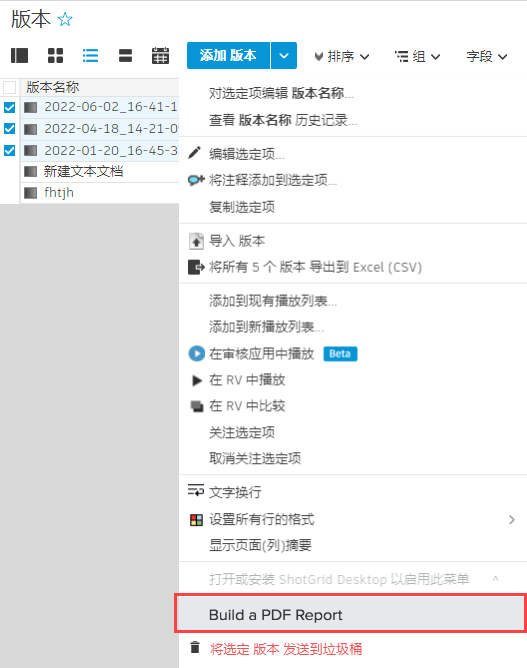 版本
添加 版本
排序
组
字段
版本名称
2022-06-02_16-41-1
2022-04-18_14-21-0
2022-01-20_16-45-3
新建文本文档
fhtjh
对选定项编辑 版本名称...
查看 版本名称 历史记录...
编辑选定项...
将注释添加到选定项...
复制选定项
导入 版本
将所有 5 个 版本 导出到 Excel (CSV)
添加到现有播放列表...
添加到新播放列表...
在审核应用中播放 Beta
在 RV 中播放
在 RV 中比较
关注选定项
取消关注选定项
文字换行
设置所有行的格式
显示页面(列)摘要
打开或安装 ShotGrid Desktop 以启用此菜单
Build a PDF Report
将选定 版本 发送到垃圾桶